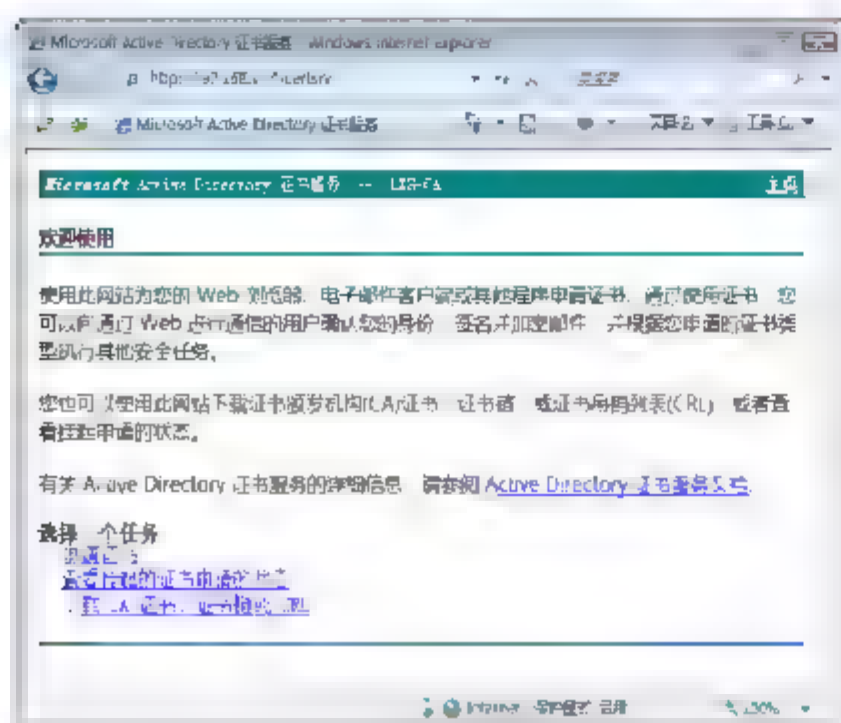 Microsoft Active Directory 证书服务 Windows Internet Explorer
Microsoft Active Directory 证书服务
Microsoft Active Directory 证书服务 -- 主页
欢迎使用
使用此网站为您的 Web 浏览器、电子邮件客户端或其他程序申请证书。通过使用证书，您
可以向通过 Web 进行通信的用户确认您的身份、签名并加密邮件，并根据您申请的证书类
型执行其他安全任务。
您也可以使用此网站下载证书颁发机构(CA)证书、证书链，或证书吊销列表(CRL)，或者查
看挂起申请的状态。
有关 Active Directory 证书服务的详细信息，请参阅 Active Directory 证书服务文档.
选择一个任务
申请证书
查看挂起的证书申请的状态
下载 CA 证书、证书链或 CRL
Internet